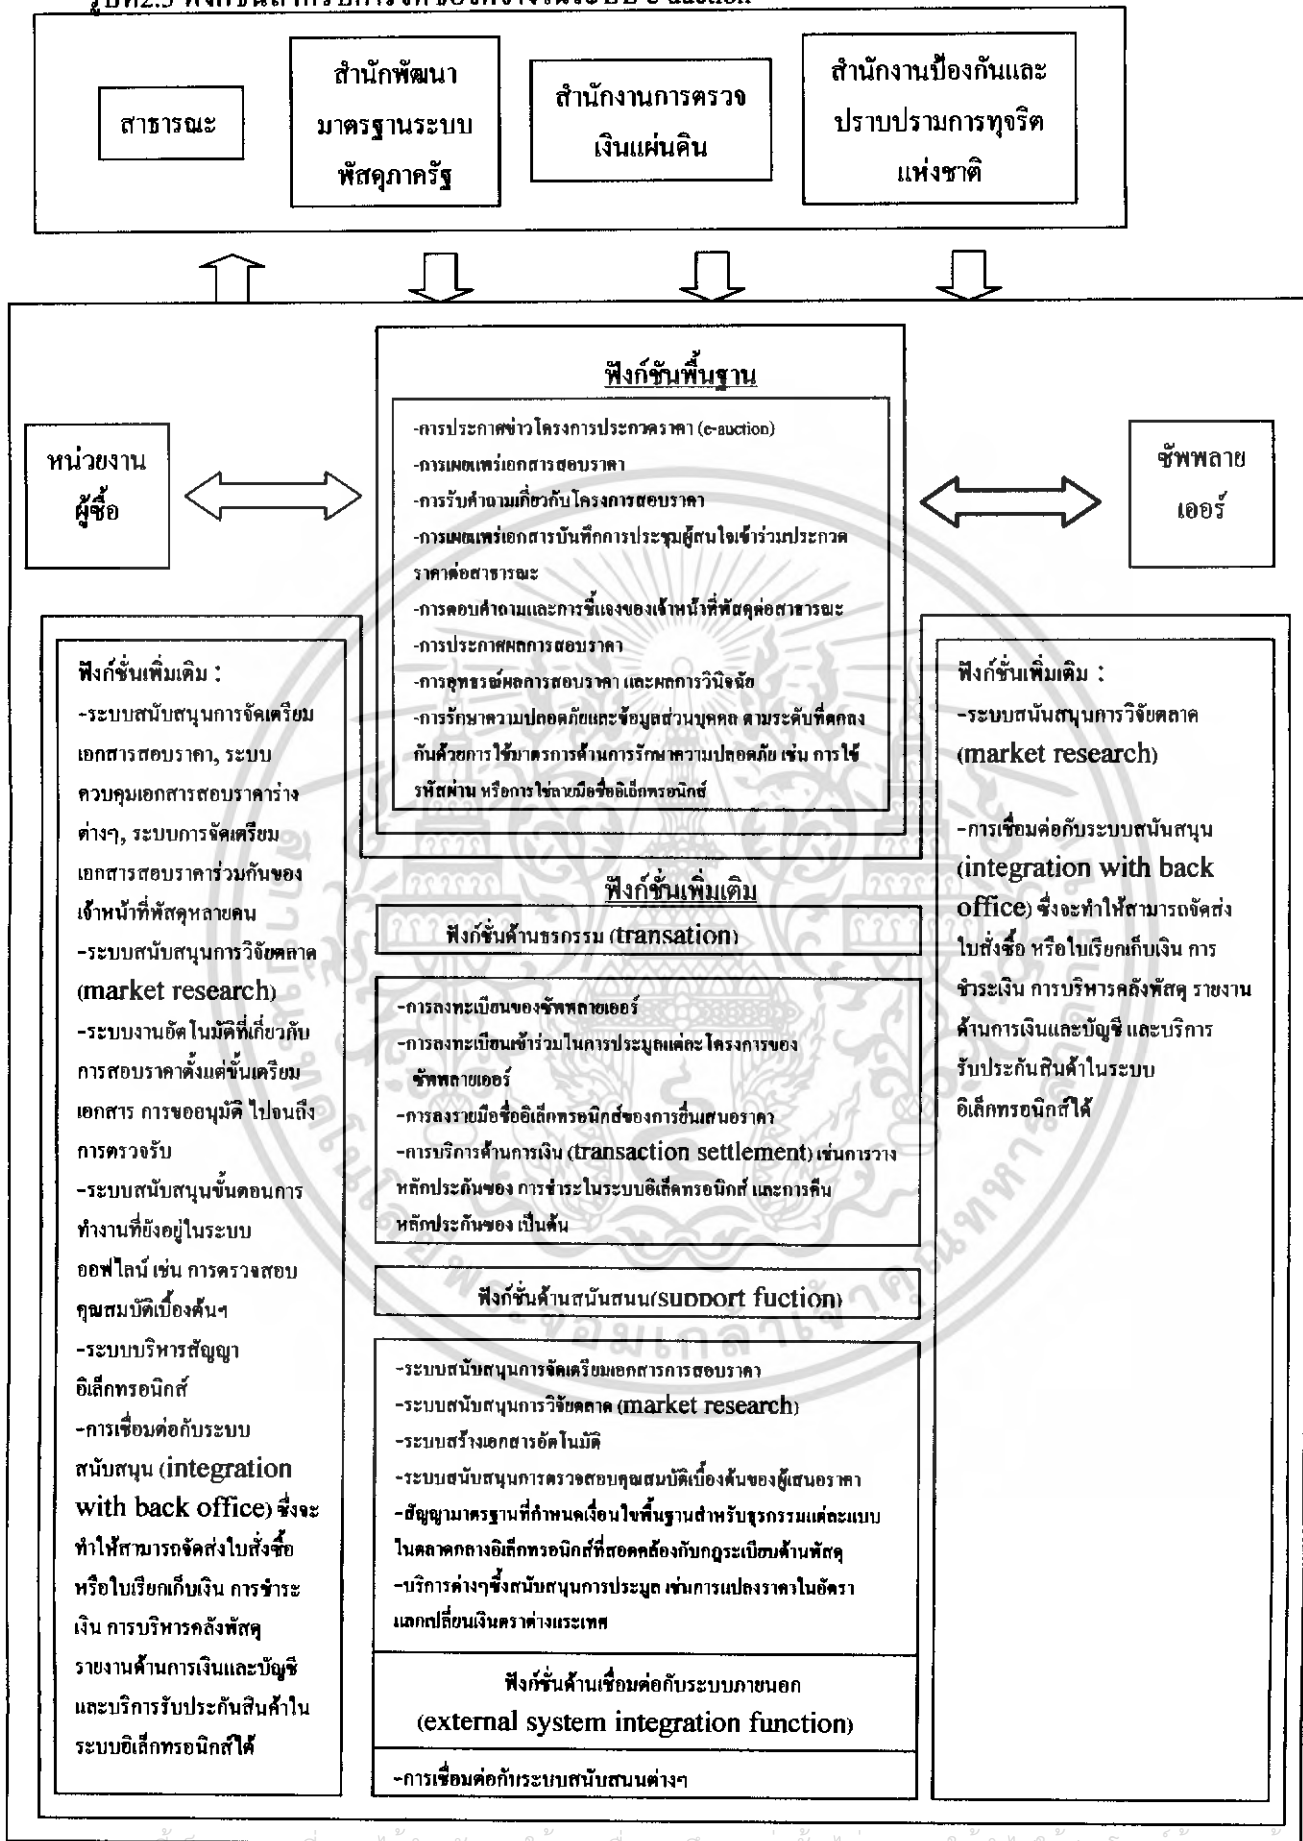 สาธารณะ
สำนักพัฒนา
มาตรฐานระบบ
พัสดุภาครัฐ
สำนักงานการตรวจ
เงินแผ่นดิน
สำนักงานป้องกันและ
ปราบปรามการทุจริต
แห่งชาติ
หน่วยงาน
ผู้ซื้อ
ฟังก์ชันพื้นฐาน
-การประกาศข่าวโครงการประกวดราคา (e-auction)
-การเผยแพร่เอกสารสอบราคา
-การรับคำถามเกี่ยวกับโครงการสอบราคา
-การเผยแพร่เอกสารบันทึกการประชุมผู้สนใจเข้าร่วมประกวด
ราคาต่อสาธารณะ
-การตอบคำถามและการชี้แจงของเจ้าหน้าที่พัสดุต่อสาธารณะ
-การประกาศผลการสอบราคา
-การอุทธรณ์ผลการสอบราคา และผลการวินิจฉัย
-การรักษาความปลอดภัยและข้อมูลส่วนบุคคล ตามระดับที่ตกลง
กันด้วยการใช้มาตรการด้านการรักษาความปลอดภัย เช่น การใช้
รหัสผ่าน หรือการใช้ลายมือชื่ออิเล็กทรอนิกส์
ซัพพลาย
เออร์
ฟังก์ชั่นเพิ่มเติม :
-ระบบสนับสนุนการจัดเตรียม
เอกสารสอบราคา, ระบบ
ควบคุมเอกสารสอบราคาร่าง
ต่างๆ, ระบบการจัดเตรียม
เอกสารสอบราคาร่วมกันของ
เจ้าหน้าที่พัสดุหลายคน
-ระบบสนับสนุนการวิจัยตลาด
(market research)
-ระบบงานอัตโนมัติที่เกี่ยวกับ
การสอบราคาตั้งแต่ขั้นเตรียม
เอกสาร การขออนุมัติ ไปจนถึง
การตรวจรับ
-ระบบสนับสนุนขั้นตอนการ
ทำงานที่ยังอยู่ในระบบ
ออฟไลน์ เช่น การตรวจสอบ
คุณสมบัติเบื้องต้นๆ
-ระบบบริหารสัญญา
อิเล็กทรอนิกส์
-การเชื่อมต่อกับระบบ
สนับสนุน (integration
with back office) ซึ่งจะ
ทำให้สามารถจัดส่งใบสั่งซื้อ
หรือใบเรียกเก็บเงิน การชำระ
เงิน การบริหารคลังพัสดุ
รายงานด้านการเงินและบัญชี
และบริการรับประกันสินค้าใน
ระบบอิเล็กทรอนิกส์ได้
ฟังก์ชั่นเพิ่มเติม
ฟังก์ชั่นด้านธรกรรม (transation)
-การลงทะเบียนของซัพพลายเออร์
-การลงทะเบียนเข้าร่วมในการประมูลแต่ละโครงการของ
ซัพพลายเออร์
-การลงรายมือชื่ออิเล็กทรอนิกส์ของการยื่นเสนอราคา
-การบริการด้านการเงิน (transaction settlement) เช่นการวาง
หลักประกันซอง การชำระในระบบอิเล็คทรอนิกส์ และการคืน
หลักประกันซอง เป็นต้น
ฟังก์ชั่นด้านสนันสนน(support fuction)
-ระบบสนับสนุนการจัดเตรียมเอกสารการสอบราคา
-ระบบสนับสนุนการวิจัยตลาด (market research)
-ระบบสร้างเอกสารอัตโนมัติ
-ระบบสนับสนุนการตรวจสอบคุณสมบัติเบื้องต้นของผู้เสนอราคา
-สัญญามาตรฐานที่กำหนดเงื่อนไขพื้นฐานสำหรับธุรกรรมแต่ละแบบ
ในตลาดกลางอิเล็กทรอนิกส์ที่สอดคล้องกับกฎระเบียบด้านพัสดุ
-บริการต่างๆซึ่งสนับสนุนการประมูล เช่นการแปลงราคาในอัตรา
แลกเปลี่ยนเงินตราต่างแระเทศ
ฟังก์ชั่นด้านเชื่อมต่อกับระบบภายนอก
(external system integration function)
-การเชื่อมต่อกับระบบสนับสนนต่างๆ
ฟังก์ชั่นเพิ่มเติม :
-ระบบสนันสนุนการวิจัยตลาด
(market research)
-การเชื่อมต่อกับระบบสนันสนุน
(integration with back
office) ซึ่งจะทำให้สามารถจัดส่ง
ใบสั่งซื้อ หรือใบเรียกเก็บเงิน การ
ชำระเงิน การบริหารคลังพัสดุ รายงาน
ด้านการเงินและบัญชี และบริการ
รับประกันสินค้าในระบบ
อิเล็กทรอนิกส์ได้